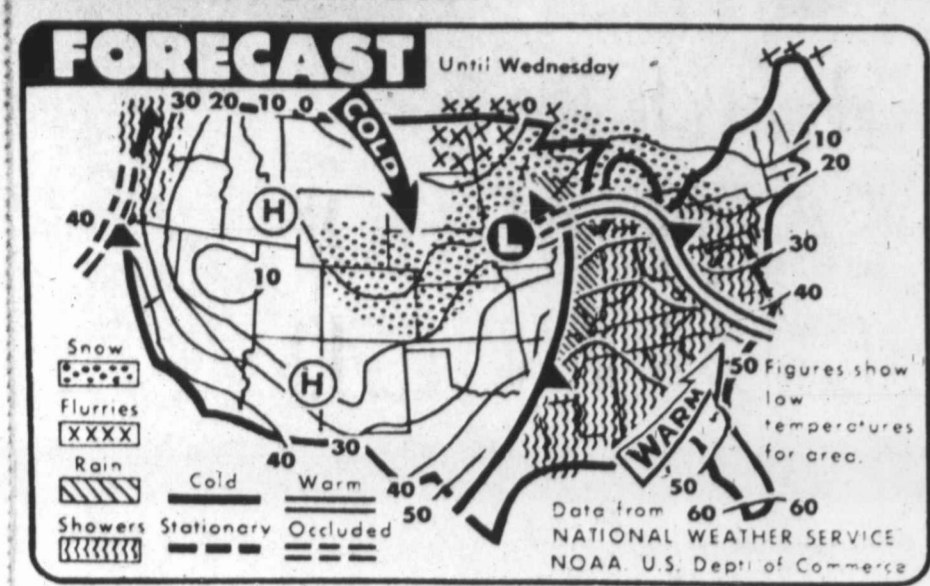 FORECAST
Until Wednesday
30 20 10 0
0
COLD
10
20
40
H
L
10
30
40
H
Snow
Flurries
XXXX
Rain
Showers
Cold
Warm
Stationary
Occluded
40
30
40
50
WARM
50
50
60
60
Figures show
low
temperatures
for area.
Data from
NATIONAL WEATHER SERVICE
NOAA. U.S. Dept. of Commerce